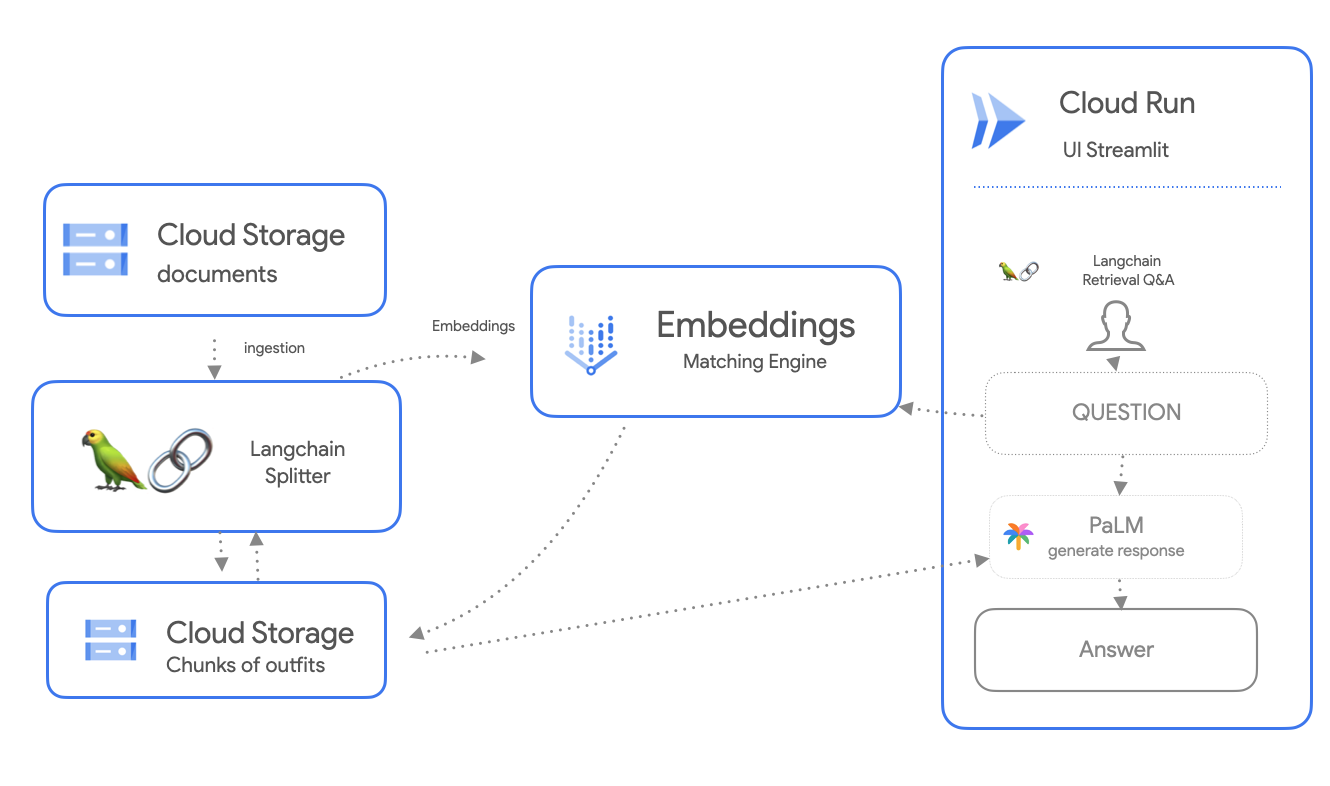 Cloud Run
UI Streamlit
Cloud Storage
documents
ingestion
Langchain
Splitter
Cloud Storage
Chunks of outfits
Embeddings
Embeddings
Matching Engine
Langchain
Retrieval Q&A
QUESTION
PaLM
generate response
Answer